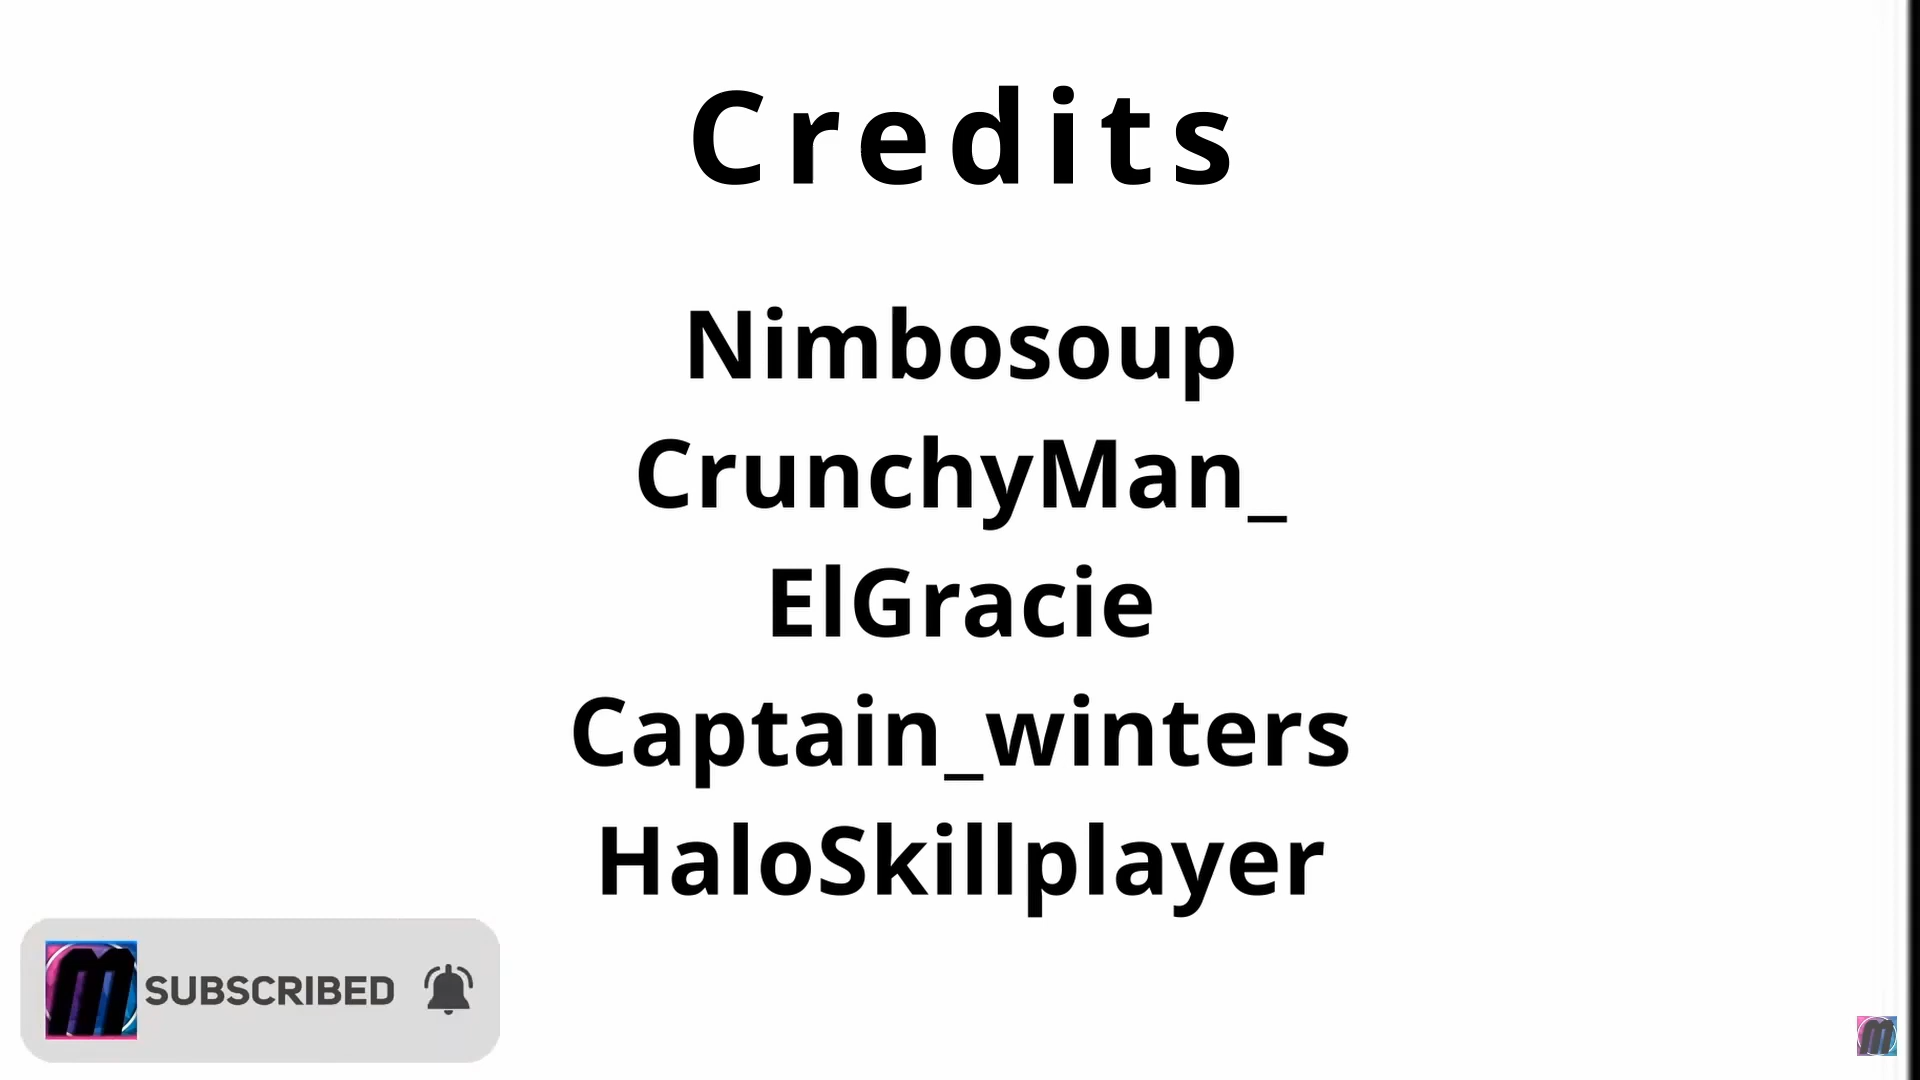 Credits
Nimbosoup
CrunchyMan_
ElGracie
Captain_winters
HaloSkillplayer
M SUBSCRIBED
M